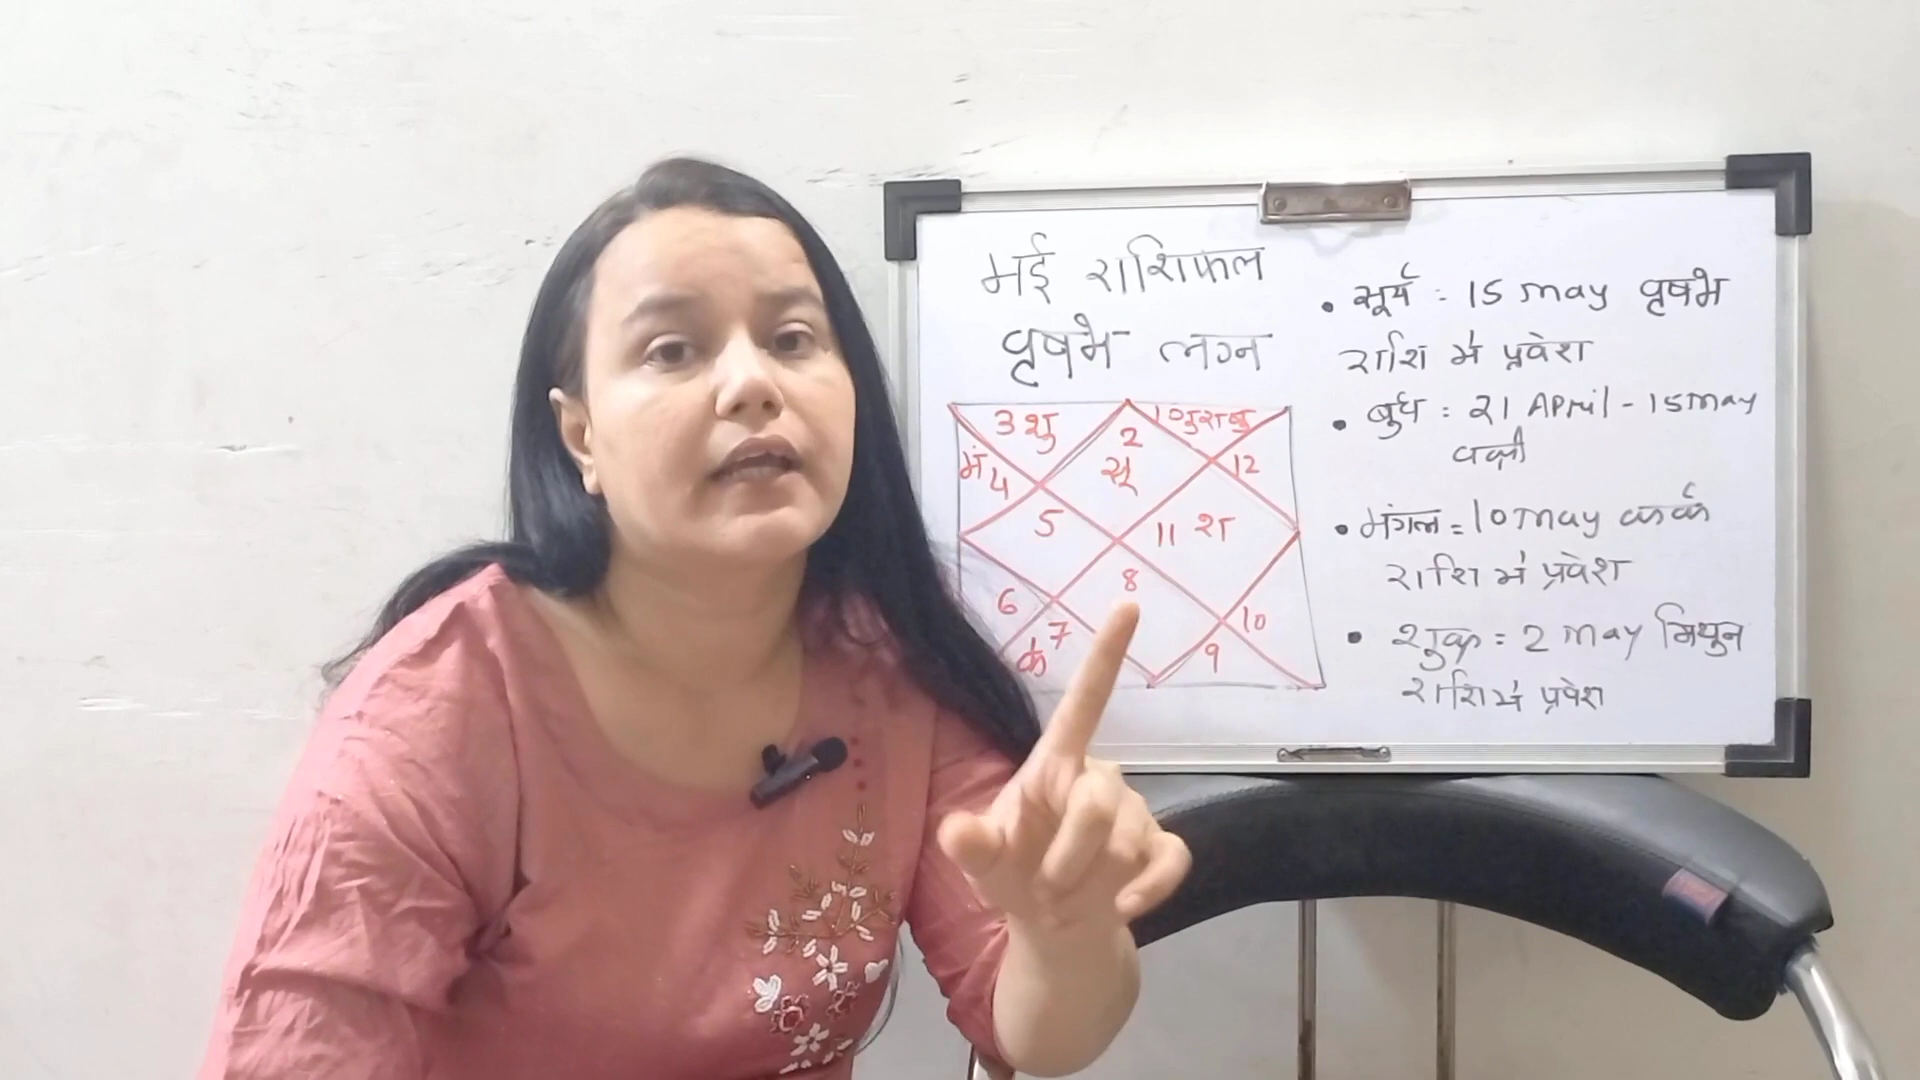 मई राशिफल
वृषभ लग्न
3 शु
2
सू
10 गु रा बु
12
मं 4
5
11 श
8
6
7
के
9
10
• सूर्य : 15 may वृषभ
राशि में प्रवेश
• बुध : 21 April - 15 may
वक्री
• मंगल = 10 may कर्क
राशि में प्रवेश
• शुक्र = 2 may मिथुन
राशि में प्रवेश